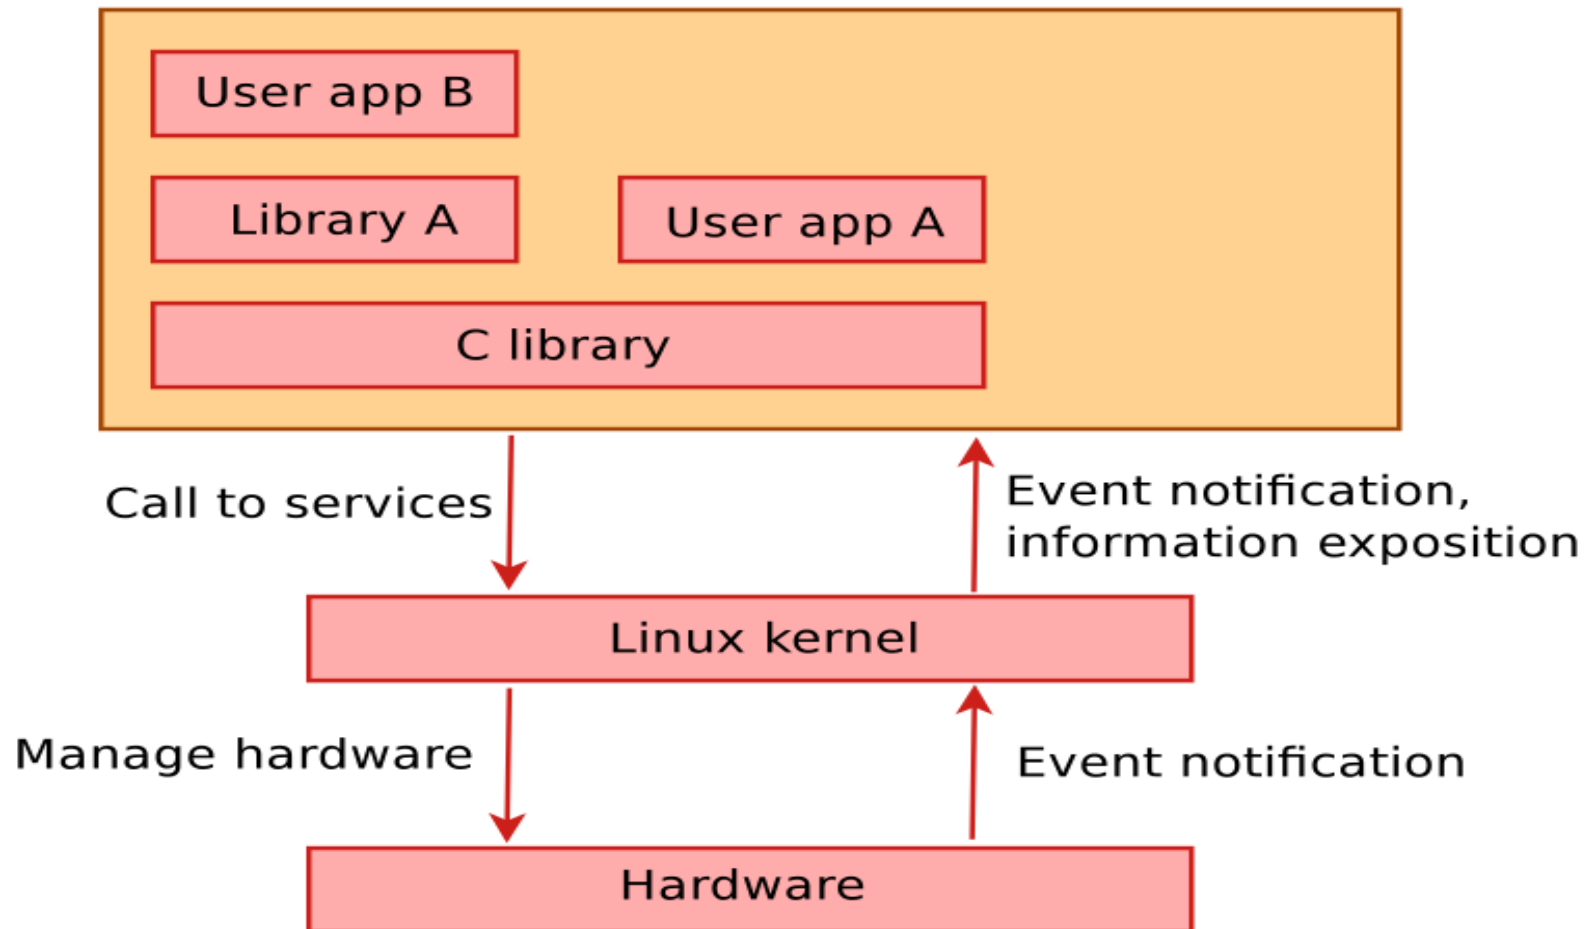 User app B
Library A
User app A
C library
Call to services
Event notification,
information exposition
Linux kernel
Manage hardware
Event notification
Hardware